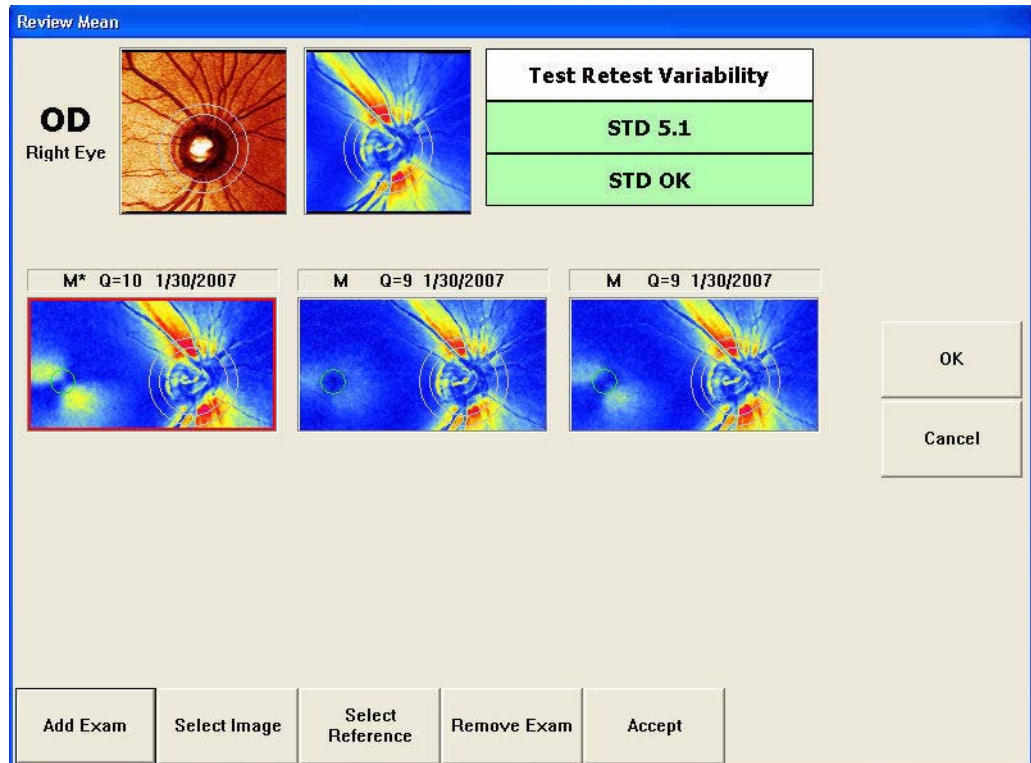 Review Mean
OD
Right Eye
Test Retest Variability
STD 5.1
STD OK
M* Q=10 1/30/2007
M Q=9 1/30/2007
M Q=9 1/30/2007
OK
Cancel
Add Exam
Select Image
Select
Reference
Remove Exam
Accept